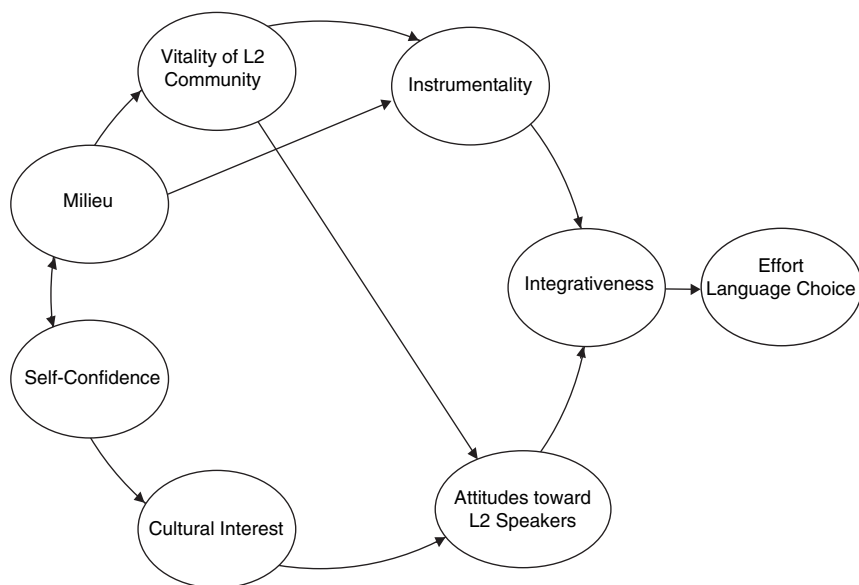 Vitality of L2
Community
Instrumentality
Milieu
Integrativeness
Effort
Language Choice
Self-Confidence
Attitudes toward
L2 Speakers
Cultural Interest